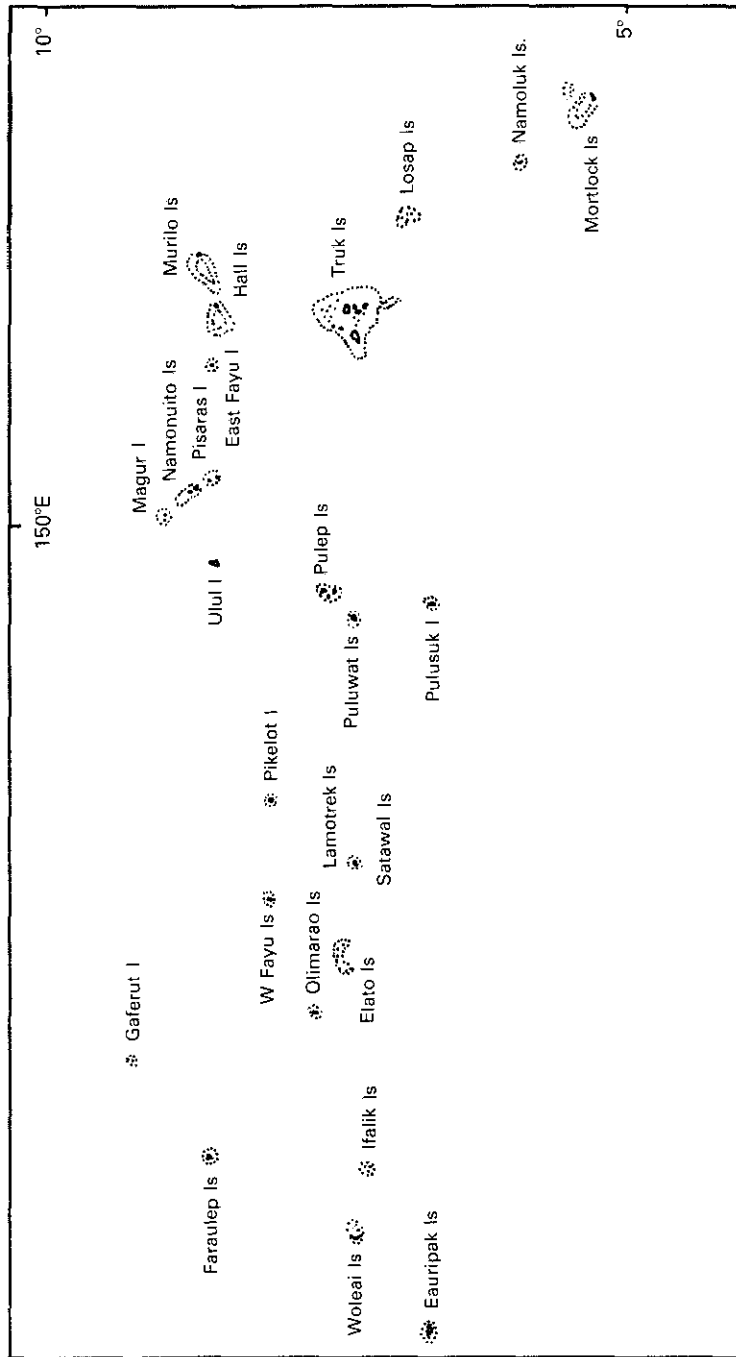 10°
5°
150°E
Magur I
Namonuito Is
Pisaras I
East Fayu I
Murilo Is
Hall Is
Ulul I
Truk Is
Losap Is
Namoluk Is.
Mortlock Is
Pulep Is
Puluwat Is
Pulusuk I
Pikelot I
Lamotrek Is
Satawal Is
W Fayu Is
Olimarao Is
Elato Is
Gaferut I
Faraulep Is
Ifalik Is
Woleai Is
Eauripak Is